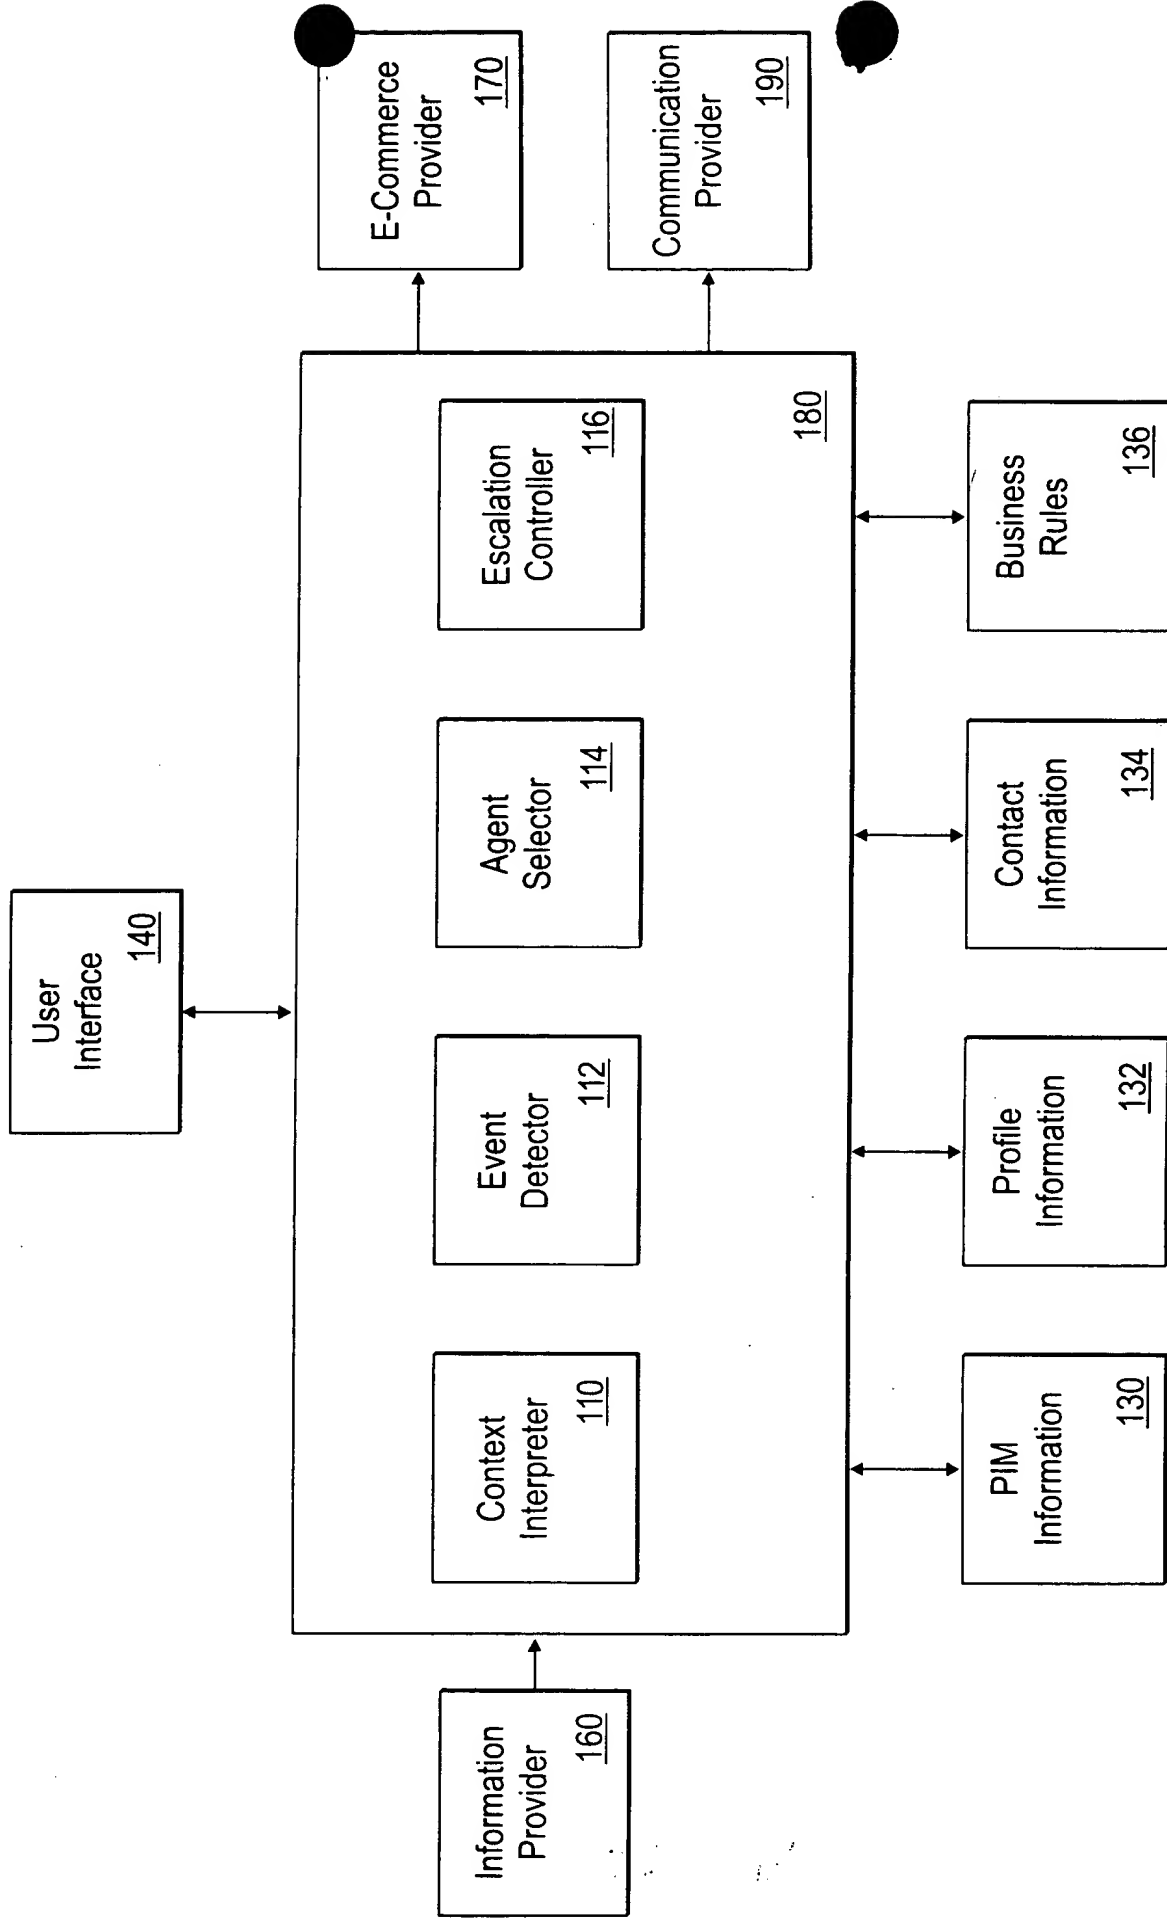 User
Interface
140
Information
Provider
160
Context
Interpreter
110
Event
Detector
112
Agent
Selector
114
Escalation
Controller
116
180
E-Commerce
Provider
170
Communication
Provider
190
PIM
Information
130
Profile
Information
132
Contact
Information
134
Business
Rules
136